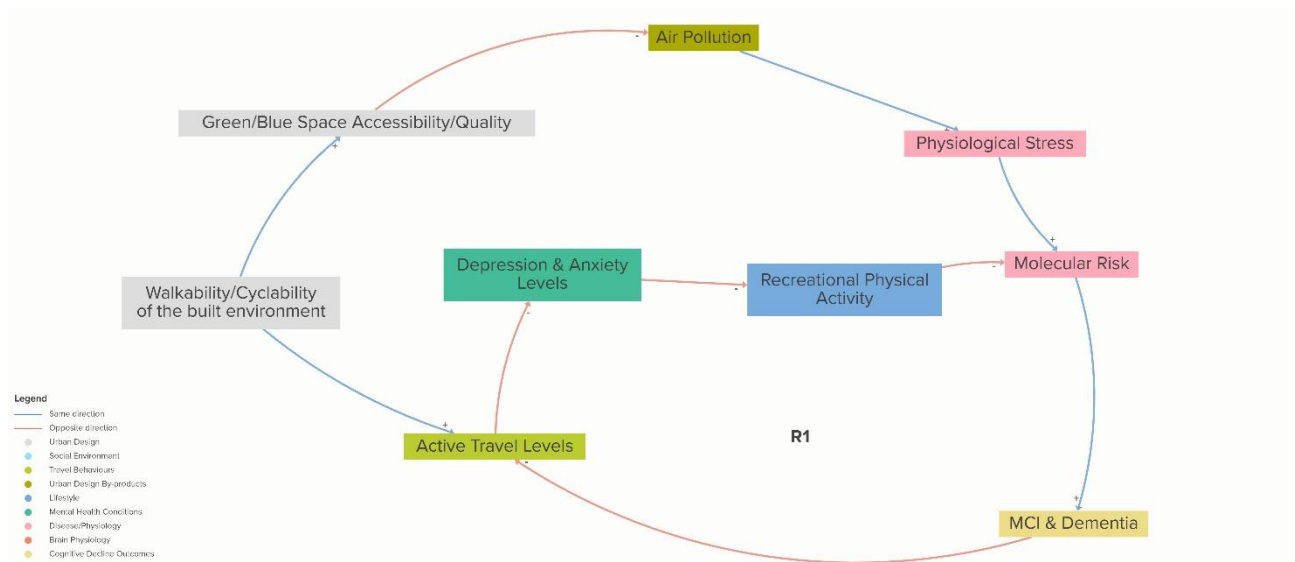 Air Pollution
-
Green/Blue Space Accessibility/Quality
+
Physiological Stress
+
+
Depression & Anxiety
Levels
-
Recreational Physical
Activity
-
Molecular Risk
-
Walkability/Cyclability
of the built environment
+
Active Travel Levels
-
R1
+
MCI & Dementia
Legend
Same direction
Opposite direction
Urban Design
Social Environment
Travel Behaviours
Urban Design By-products
Lifestyle
Mental Health Conditions
Disease/Physiology
Brain Physiology
Cognitive Decline Outcomes